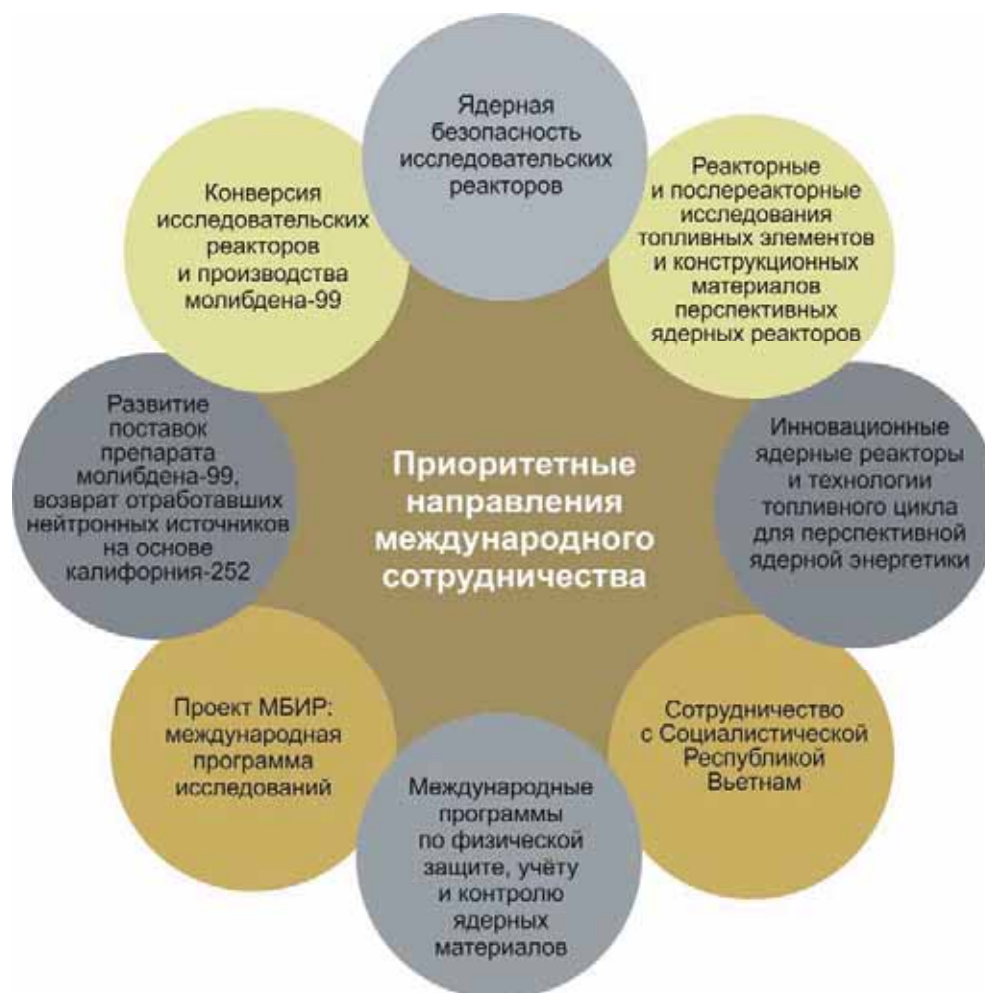 Ядерная
безопасность
исследовательских
реакторов
Реакторные
и послереакторные
исследования
топливных элементов
и конструкционных
материалов
перспективных
ядерных реакторов
Инновационные
ядерные реакторы
и технологии
топливного цикла
для перспективной
ядерной энергетики
Сотрудничество
с Социалистической
Республикой
Вьетнам
Международные
программы
по физической
защите, учёту
и контролю
ядерных
материалов
Проект МБИР:
международная
программа
исследований
Развитие
поставок
препарата
молибдена-99,
возврат отработавших
нейтронных источников
на основе
калифорния-252
Конверсия
исследовательских
реакторов
и производства
молибдена-99
Приоритетные
направления
международного
сотрудничества